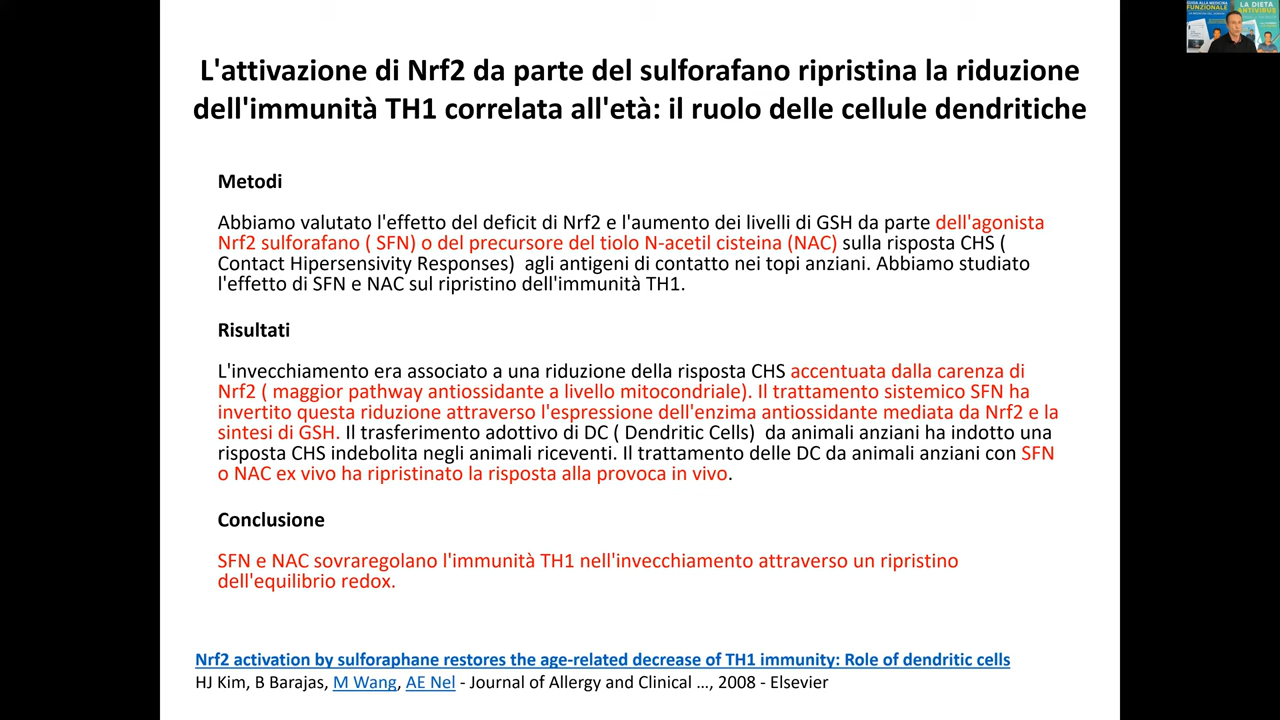 L'attivazione di Nrf2 da parte del sulforafano ripristina la riduzione
dell'immunità TH1 correlata all'età: il ruolo delle cellule dendritiche
Metodi
Abbiamo valutato l'effetto del deficit di Nrf2 e l'aumento dei livelli di GSH da parte dell'agonista
Nrf2 sulforafano ( SFN) o del precursore del tiolo N-acetil cisteina (NAC) sulla risposta CHS (
Contact Hipersensivity Responses)  agli antigeni di contatto nei topi anziani. Abbiamo studiato
l'effetto di SFN e NAC sul ripristino dell'immunità TH1.
Risultati
L'invecchiamento era associato a una riduzione della risposta CHS accentuata dalla carenza di
Nrf2 ( maggior pathway antiossidante a livello mitocondriale). Il trattamento sistemico SFN ha
invertito questa riduzione attraverso l'espressione dell'enzima antiossidante mediata da Nrf2 e la
sintesi di GSH. Il trasferimento adottivo di DC ( Dendritic Cells)  da animali anziani ha indotto una
risposta CHS indebolita negli animali riceventi. Il trattamento delle DC da animali anziani con SFN
o NAC ex vivo ha ripristinato la risposta alla provoca in vivo.
Conclusione
SFN e NAC sovraregolano l'immunità TH1 nell'invecchiamento attraverso un ripristino
dell'equilibrio redox.
Nrf2 activation by sulforaphane restores the age-related decrease of TH1 immunity: Role of dendritic cells
HJ Kim, B Barajas, M Wang, AE Nel - Journal of Allergy and Clinical …, 2008 - Elsevier
GUIDA ALLA MEDICINA
FUNZIONALE
LA DIETA
ANTIVIRUS